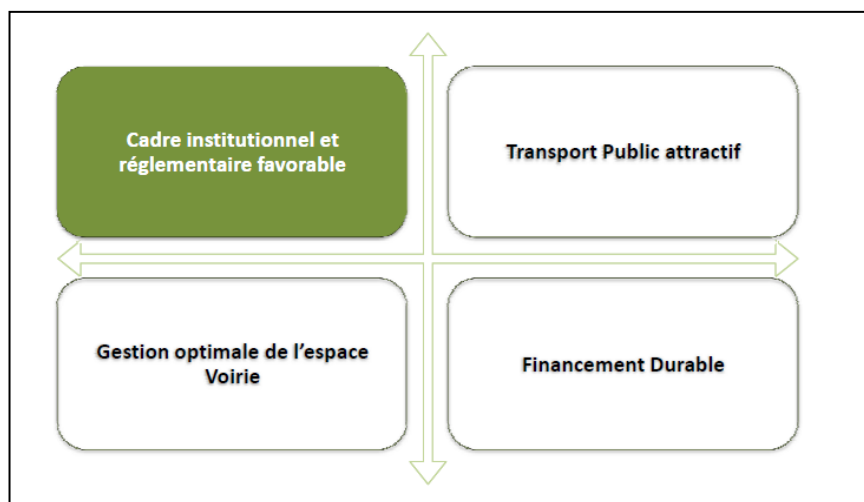 Cadre institutionnel et
réglementaire favorable
Transport Public attractif
Gestion optimale de l'espace
Voirie
Financement Durable